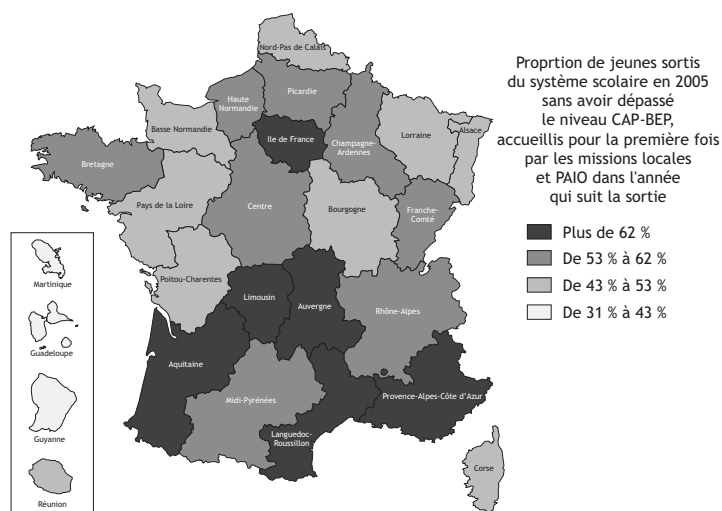 Proprtion de jeunes sortis
du système scolaire en 2005
sans avoir dépassé
le niveau CAP-BEP,
accueillis pour la première fois
par les missions locales
et PAIO dans l'année
qui suit la sortie
Plus de 62 %
De 53 % à 62 %
De 43 % à 53 %
De 31 % à 43 %
Nord-Pas de Calais
Picardie
Haute
Normandie
Basse Normandie
Ile de France
Champagne-
Ardennes
Lorraine
Alsace
Bretagne
Pays de la Loire
Centre
Bourgogne
Franche-
Comté
Poitou-Charentes
Limousin
Auvergne
Rhône-Alpes
Aquitaine
Midi-Pyrénées
Languedoc-
Roussillon
Provence-Alpes-Côte d'Azur
Corse
Martinique
Guadeloupe
Guyanne
Réunion